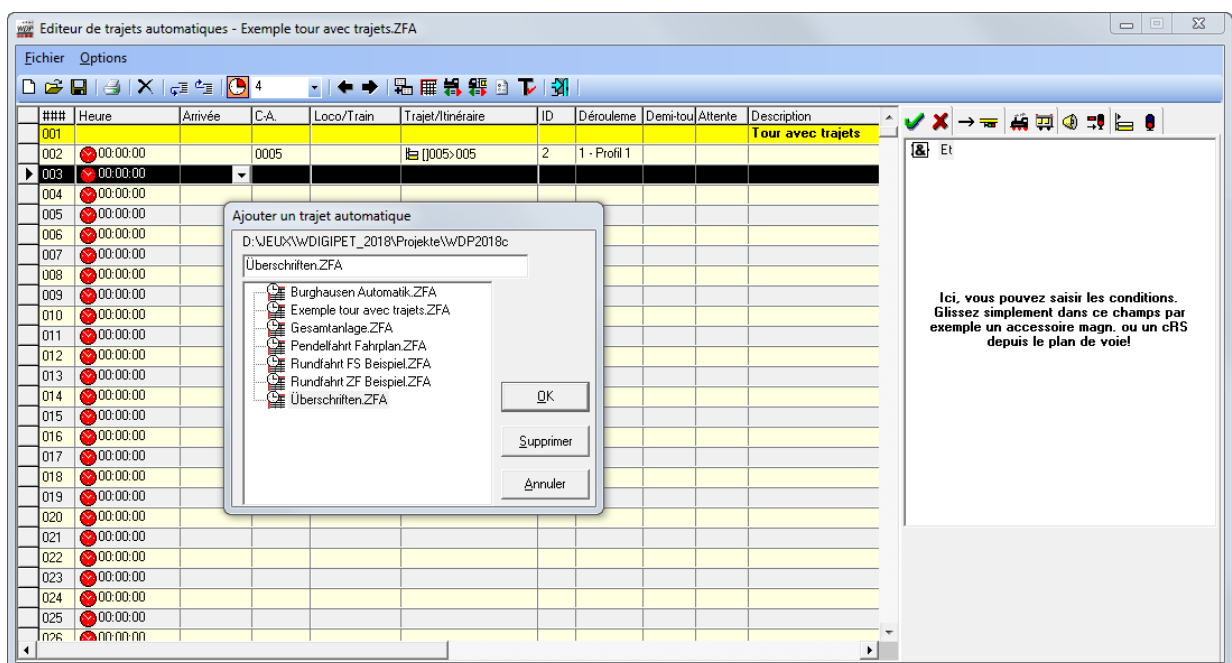 Editeur de trajets automatiques - Exemple tour avec trajets.ZFA
Fichier Options
4
### Heure Arrivée C.A. Loco/Train Trajet/Itinéraire ID Dérouleme Demi-tou Attente Description
001 Tour avec trajets
002 00:00:00 0005 []005>005 2 1 - Profil 1
003 00:00:00
004 00:00:00
005 00:00:00
006 00:00:00
007 00:00:00
008 00:00:00
009 00:00:00
010 00:00:00
011 00:00:00
012 00:00:00
013 00:00:00
014 00:00:00
015 00:00:00
016 00:00:00
017 00:00:00
018 00:00:00
019 00:00:00
020 00:00:00
021 00:00:00
022 00:00:00
023 00:00:00
024 00:00:00
025 00:00:00
026 00:00:00
Ajouter un trajet automatique
D:\JEUX\WDIGIPET_2018\Projekte\WDP2018c
Überschriften.ZFA
Burghausen Automatik.ZFA
Exemple tour avec trajets.ZFA
Gesamtanlage.ZFA
Pendelfahrt Fahrplan.ZFA
Rundfahrt FS Beispiel.ZFA
Rundfahrt ZF Beispiel.ZFA
Überschriften.ZFA
OK
Supprimer
Annuler
& Et
Ici, vous pouvez saisir les conditions.
Glissez simplement dans ce champs par
exemple un accessoire magn. ou un cRS
depuis le plan de voie!